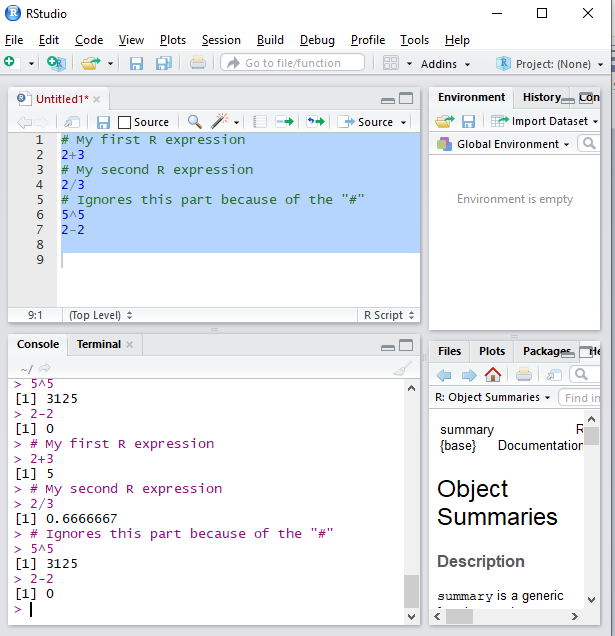 RStudio
File Edit Code View Plots Session Build Debug Profile Tools Help
Go to file/function Addins Project: (None)
Untitled1*
Source Source
1 # My first R expression
2 2+3
3 # My second R expression
4 2/3
5 # Ignores this part because of the "#"
6 5^5
7 2-2
8
9
9:1 (Top Level) R Script
Console Terminal
~/
> 5^5
[1] 3125
> 2-2
[1] 0
> # My first R expression
> 2+3
[1] 5
> # My second R expression
> 2/3
[1] 0.6666667
> # Ignores this part because of the "#"
> 5^5
[1] 3125
> 2-2
[1] 0
>
Environment History Con
Import Dataset
Global Environment
Environment is empty
Files Plots Packages He
R: Object Summaries Find in
summary R
{base} Documentation
Object
Summaries
Description
summary is a generic